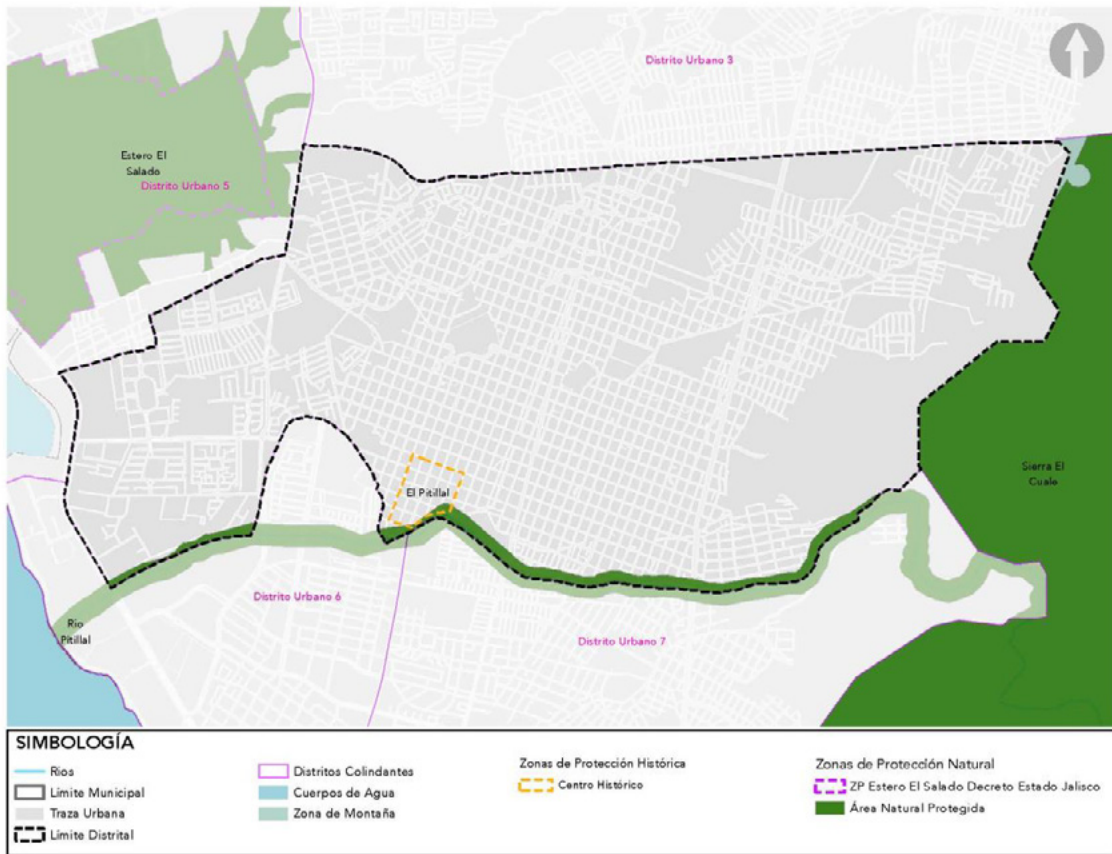 Distrito Urbano 3
Estero El
Salado
Distrito Urbano 5
Sierra El
Cuale
El Pitillal
Distrito Urbano 6
Río
Pitillal
Distrito Urbano 7
SIMBOLOGÍA
Ríos
Límite Municipal
Traza Urbana
Límite Distrital
Distritos Colindantes
Cuerpos de Agua
Zona de Montaña
Zonas de Protección Histórica
Centro Histórico
Zonas de Protección Natural
ZP Estero El Salado Decreto Estado Jalisco
Área Natural Protegida